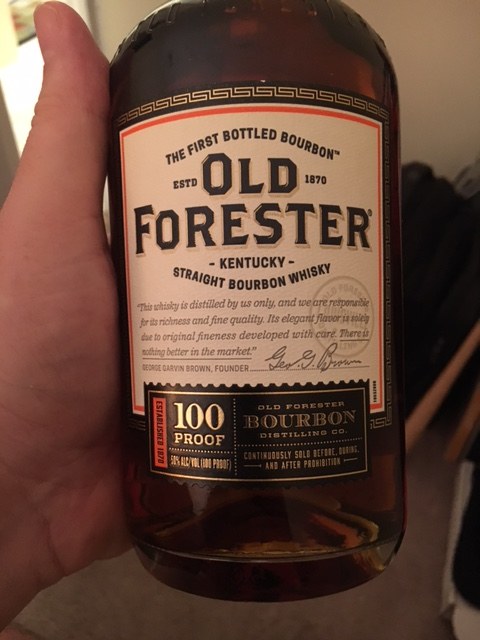 THE FIRST BOTTLED BOURBON™
ESTD OLD 1870
FORESTER®
- KENTUCKY -
STRAIGHT BOURBON WHISKY
"This whisky is distilled by us only, and we are responsible
for its richness and fine quality. Its elegant flavor is solely
due to original fineness developed with care. There is
nothing better in the market."
GEORGE GARVIN BROWN, FOUNDER Geo. G. Brown
ESTABLISHED 1870
100
PROOF
50% ALC/VOL (100 PROOF)
OLD FORESTER
BOURBON
DISTILLING CO.
CONTINUOUSLY SOLD BEFORE, DURING,
AND AFTER PROHIBITION